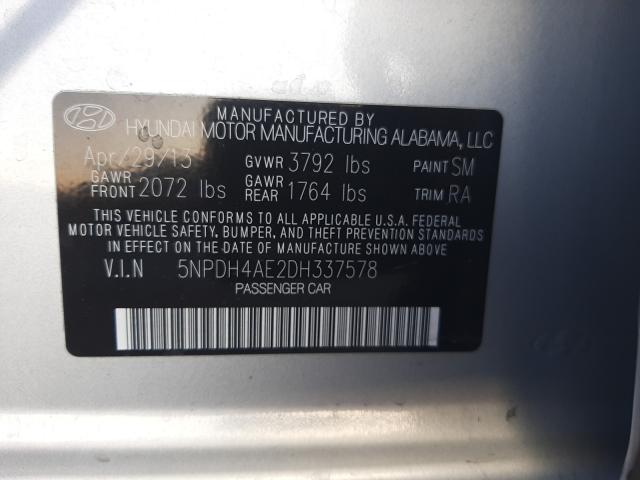 MANUFACTURED BY
HYUNDAI MOTOR MANUFACTURING ALABAMA, LLC
Apr/29/13 GVWR 3792 lbs PAINT SM
GAWR FRONT 2072 lbs GAWR REAR 1764 lbs TRIM RA
THIS VEHICLE CONFORMS TO ALL APPLICABLE U.S.A. FEDERAL
MOTOR VEHICLE SAFETY, BUMPER, AND THEFT PREVENTION STANDARDS
IN EFFECT ON THE DATE OF MANUFACTURE SHOWN ABOVE.
V.I.N 5NPDH4AE2DH337578
PASSENGER CAR